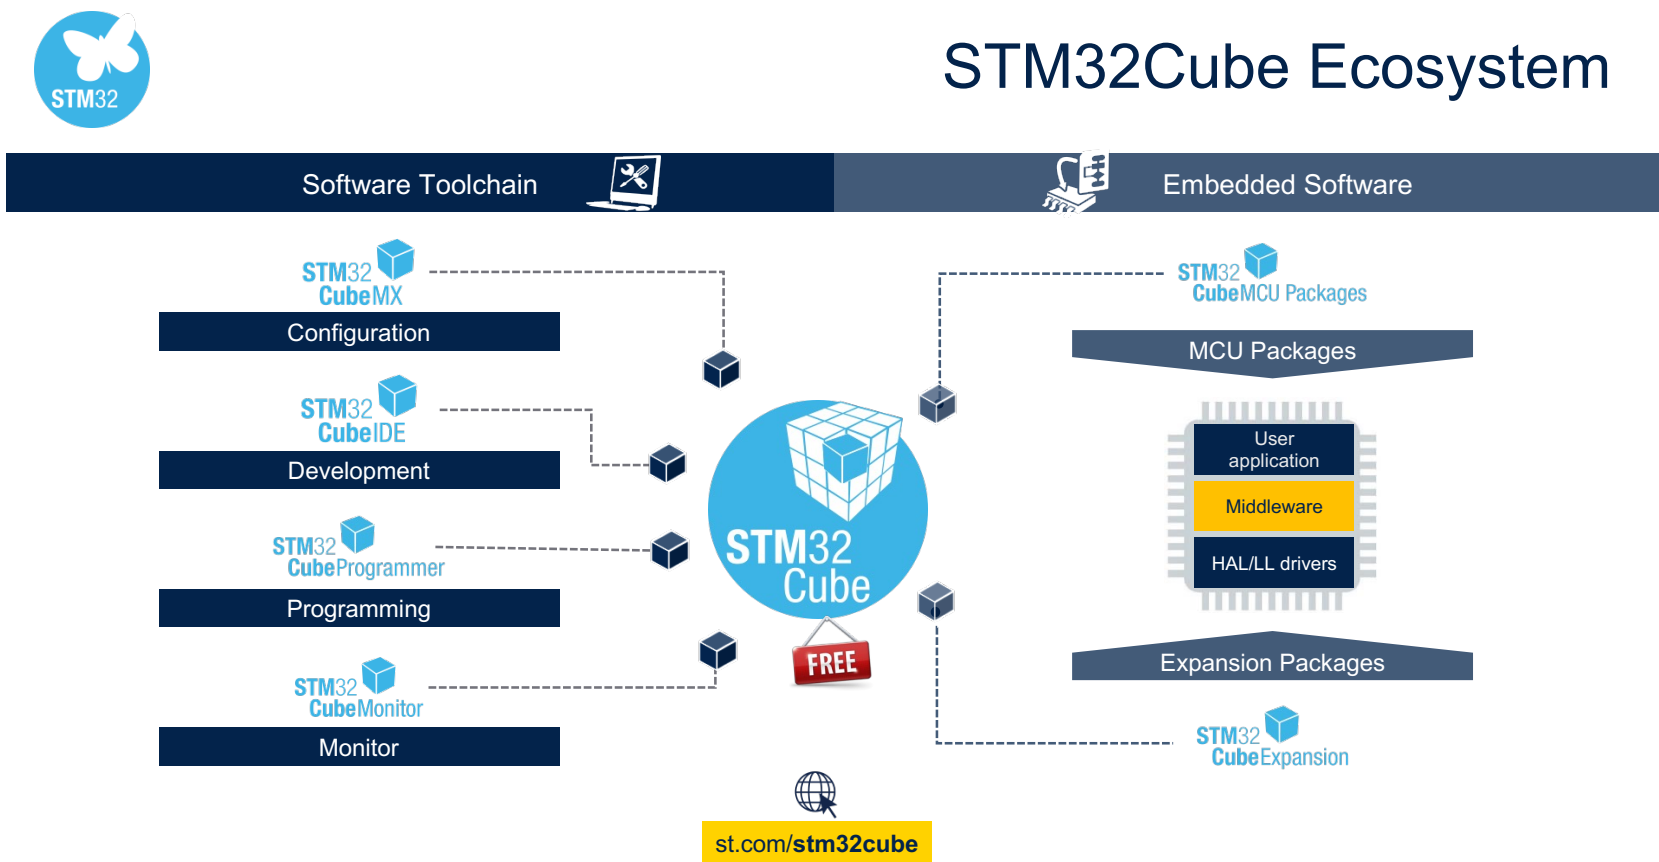 STM32
STM32Cube Ecosystem
Software Toolchain
Embedded Software
STM32
CubeMX
Configuration
STM32
CubeIDE
Development
STM32
CubeProgrammer
Programming
STM32
CubeMonitor
Monitor
STM32
Cube
FREE
st.com/stm32cube
STM32
CubeMCU Packages
MCU Packages
User
application
Middleware
HAL/LL drivers
Expansion Packages
STM32
CubeExpansion